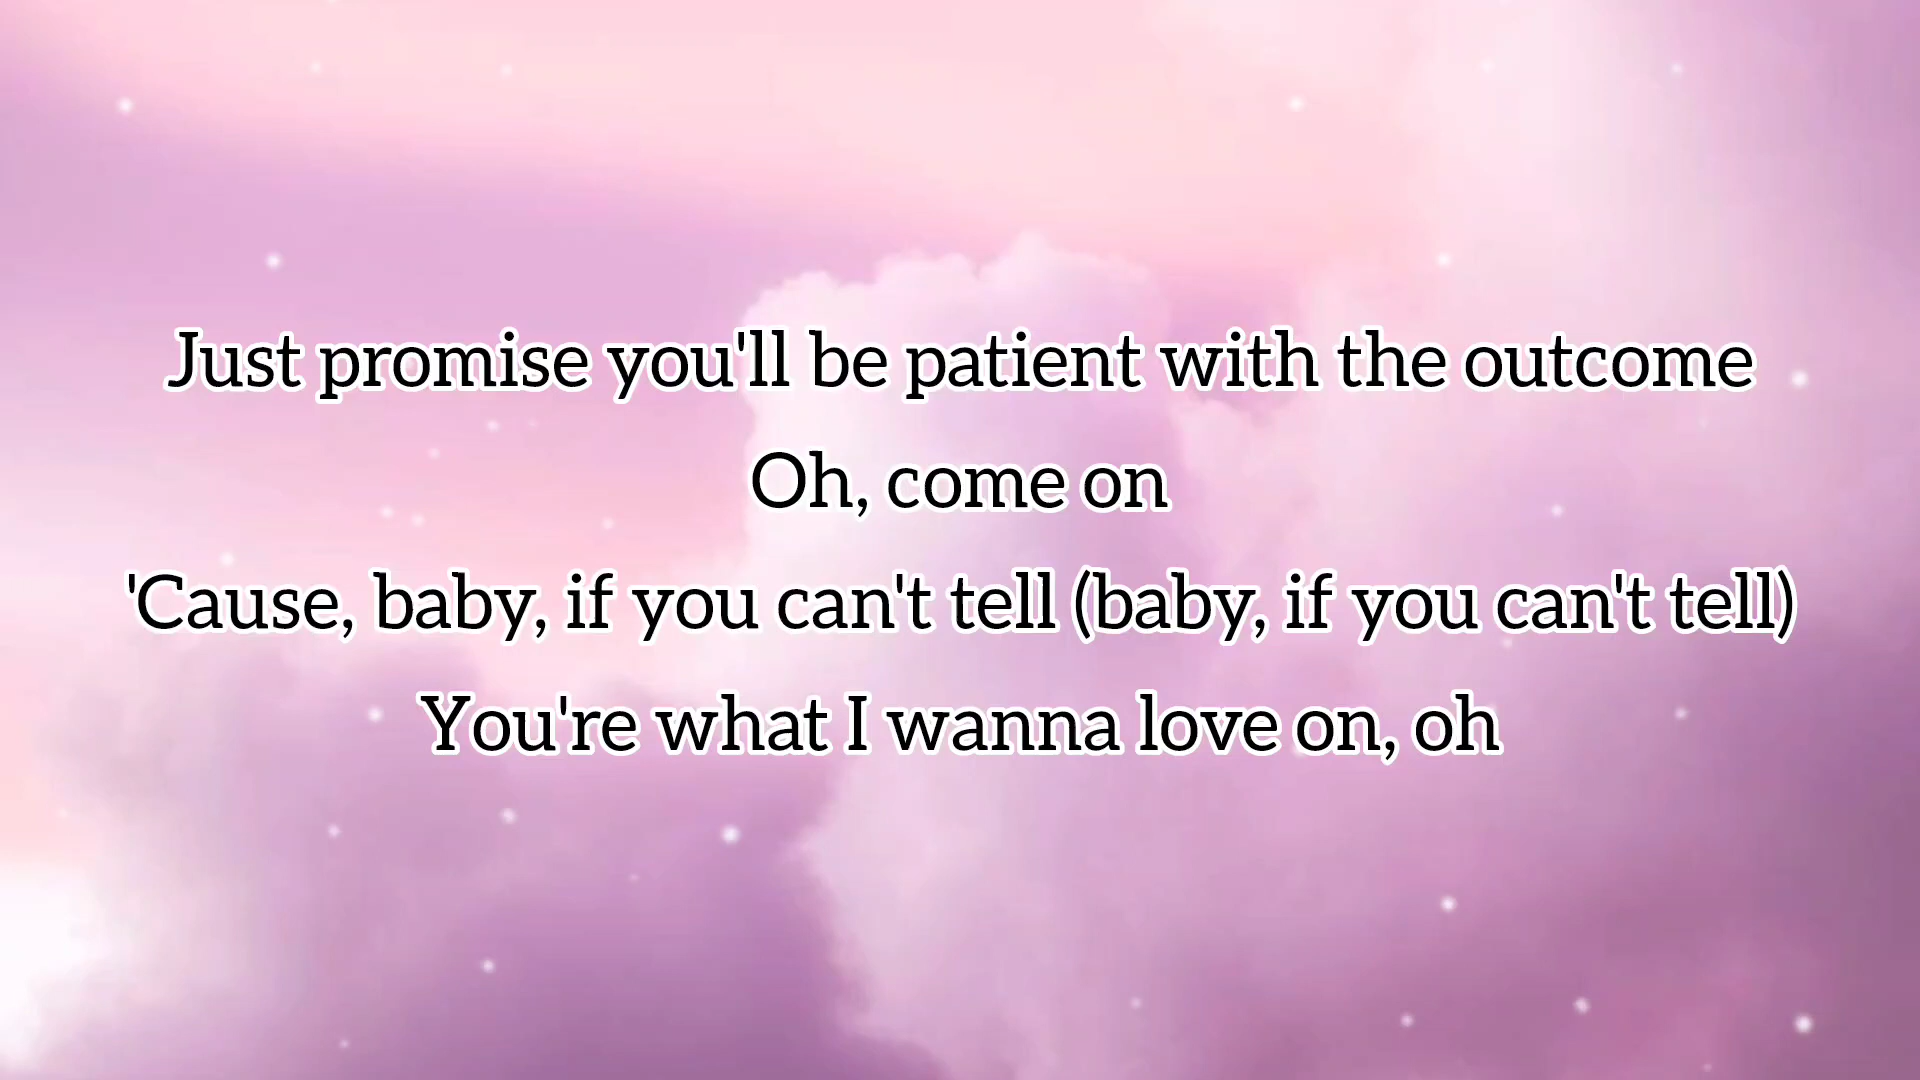 Just promise you'll be patient with the outcome
Oh, come on
'Cause, baby, if you can't tell (baby, if you can't tell)
You're what I wanna love on, oh